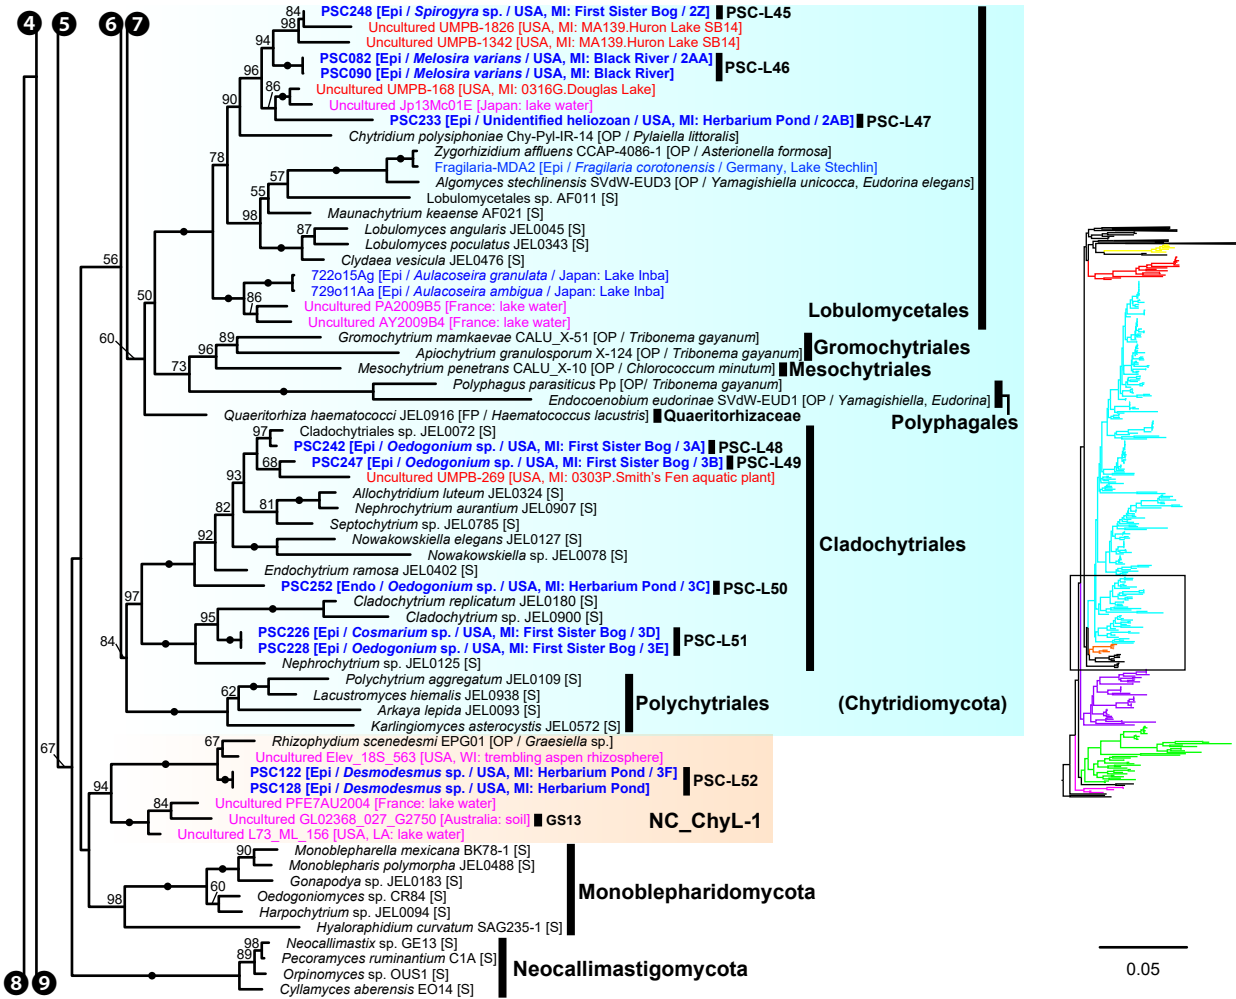 4 5 6 7
84 PSC248 [Epi / Spirogyra sp. / USA, MI: First Sister Bog / 2Z] PSC-L45
98 Uncultured UMPB-1826 [USA, MI: MA139.Huron Lake SB14]
94 Uncultured UMPB-1342 [USA, MI: MA139.Huron Lake SB14]
PSC082 [Epi / Melosira varians / USA, MI: Black River / 2AA]
PSC-L46
96 PSC090 [Epi / Melosira varians / USA, MI: Black River]
86 Uncultured UMPB-168 [USA, MI: 0316G.Douglas Lake]
90 Uncultured Jp13Mc01E [Japan: lake water]
PSC233 [Epi / Unidentified heliozoan / USA, MI: Herbarium Pond / 2AB] PSC-L47
Chytridium polysiphoniae Chy-Pyl-IR-14 [OP / Pylaiella littoralis]
78 Zygorhizidium affluens CCAP-4086-1 [OP / Asterionella formosa]
Fragilaria-MDA2 [Epi / Fragilaria corotonensis / Germany, Lake Stechlin]
57 Algomyces stechlinensis SVdW-EUD3 [OP / Yamagishiella unicocca, Eudorina elegans]
55 Lobulomycetales sp. AF011 [S]
98 Maunachytrium keaense AF021 [S]
87 Lobulomyces angularis JEL0045 [S]
Lobulomyces poculatus JEL0343 [S]
56 Clydaea vesicula JEL0476 [S]
722o15Ag [Epi / Aulacoseira granulata / Japan: Lake Inba]
729o11Aa [Epi / Aulacoseira ambigua / Japan: Lake Inba]
50 86 Uncultured PA2009B5 [France: lake water]
Lobulomycetales
Uncultured AY2009B4 [France: lake water]
60 89 Gromochytrium mamkaevae CALU_X-51 [OP / Tribonema gayanum]
Gromochytriales
96 Apiochytrium granulosporum X-124 [OP / Tribonema gayanum]
73 Mesochytrium penetrans CALU_X-10 [OP / Chlorococcum minutum] Mesochytriales
Polyphagus parasiticus Pp [OP/ Tribonema gayanum]
Endocoenobium eudorinae SVdW-EUD1 [OP / Yamagishiella, Eudorina]
Quaeritorhiza haematococci JEL0916 [FP / Haematococcus lacustris] Quaeritorhizaceae
Polyphagales
97 Cladochytriales sp. JEL0072 [S]
PSC242 [Epi / Oedogonium sp. / USA, MI: First Sister Bog / 3A] PSC-L48
68 PSC247 [Epi / Oedogonium sp. / USA, MI: First Sister Bog / 3B] PSC-L49
93 Uncultured UMPB-269 [USA, MI: 0303P.Smith's Fen aquatic plant]
Allochytridium luteum JEL0324 [S]
82 81 Nephrochytrium aurantium JEL0907 [S]
Septochytrium sp. JEL0785 [S]
92 Nowakowskiella elegans JEL0127 [S]
Cladochytriales
Nowakowskiella sp. JEL0078 [S]
Endochytrium ramosa JEL0402 [S]
PSC252 [Endo / Oedogonium sp. / USA, MI: Herbarium Pond / 3C] PSC-L50
97 Cladochytrium replicatum JEL0180 [S]
95 Cladochytrium sp. JEL0900 [S]
84 PSC226 [Epi / Cosmarium sp. / USA, MI: First Sister Bog / 3D]
PSC-L51
PSC228 [Epi / Oedogonium sp. / USA, MI: First Sister Bog / 3E]
Nephrochytrium sp. JEL0125 [S]
Polychytrium aggregatum JEL0109 [S]
62 Lacustromyces hiemalis JEL0938 [S]
Polychytriales
(Chytridiomycota)
Arkaya lepida JEL0093 [S]
Karlingiomyces asterocystis JEL0572 [S]
67 67 Rhizophydium scenedesmi EPG01 [OP / Graesiella sp.]
Uncultured Elev_18S_563 [USA, WI: trembling aspen rhizosphere]
PSC122 [Epi / Desmodesmus sp. / USA, MI: Herbarium Pond / 3F]
PSC-L52
94 PSC128 [Epi / Desmodesmus sp. / USA, MI: Herbarium Pond]
84 Uncultured PFE7AU2004 [France: lake water]
Uncultured GL02368_027_G2750 [Australia: soil] GS13
NC_ChyL-1
Uncultured L73_ML_156 [USA, LA: lake water]
90 Monoblepharella mexicana BK78-1 [S]
Monoblepharis polymorpha JEL0488 [S]
Gonapodya sp. JEL0183 [S]
60 Oedogoniomyces sp. CR84 [S]
Monoblepharidomycota
98 Harpochytrium sp. JEL0094 [S]
Hyaloraphidium curvatum SAG235-1 [S]
98 Neocallimastix sp. GE13 [S]
89 Pecoramyces ruminantium C1A [S]
Neocallimastigomycota
Orpinomyces sp. OUS1 [S]
Cyllamyces aberensis EO14 [S]
8 9
0.05